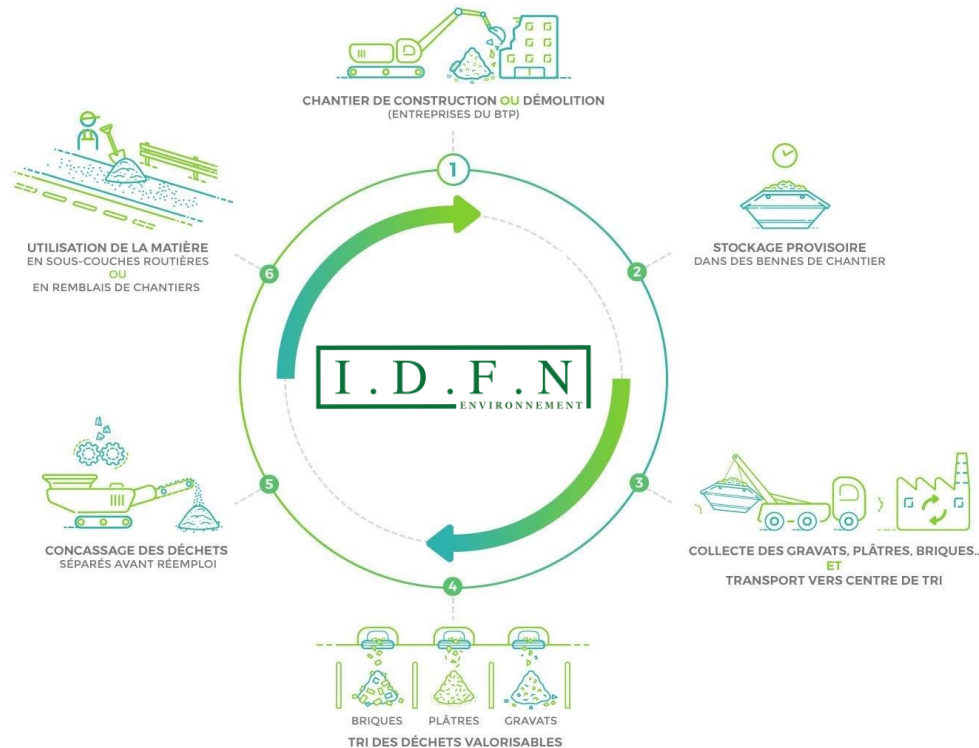 CHANTIER DE CONSTRUCTION OU DÉMOLITION
(ENTREPRISES DU BTP)
1
STOCKAGE PROVISOIRE
DANS DES BENNES DE CHANTIER
2
COLLECTE DES GRAVATS, PLÂTRES, BRIQUES..
ET
TRANSPORT VERS CENTRE DE TRI
3
4
BRIQUES
PLÂTRES
GRAVATS
TRI DES DÉCHETS VALORISABLES
5
CONCASSAGE DES DÉCHETS
SÉPARÉS AVANT RÉEMPLOI
6
UTILISATION DE LA MATIÈRE
EN SOUS-COUCHES ROUTIÈRES
OU
EN REMBLAIS DE CHANTIERS
I.D.F.N
ENVIRONNEMENT